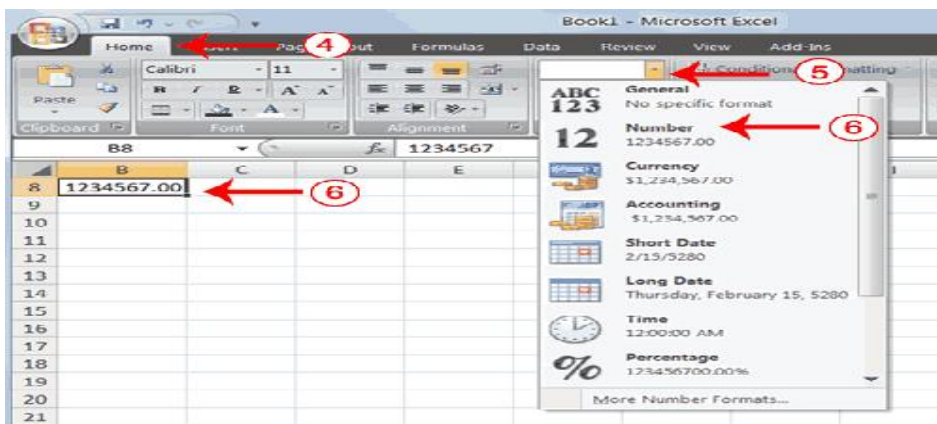 Book1 - Microsoft Excel
Home 4 Formulas Data Review View Add-Ins
Calibri 11 5
Paste B I U A A
A
Clipboard Font Alignment
B8 fx 1234567
B C D E
8 1234567.00 6
9
10
11
12
13
14
15
16
17
18
19
20
21
ABC
123
General
No specific format
12
Number 6
1234567.00
Currency
$1,234,567.00
Accounting
$1,234,567.00
Short Date
2/15/5280
Long Date
Thursday, February 15, 5280
Time
12:00:00 AM
%
Percentage
123456700.00%
More Number Formats...